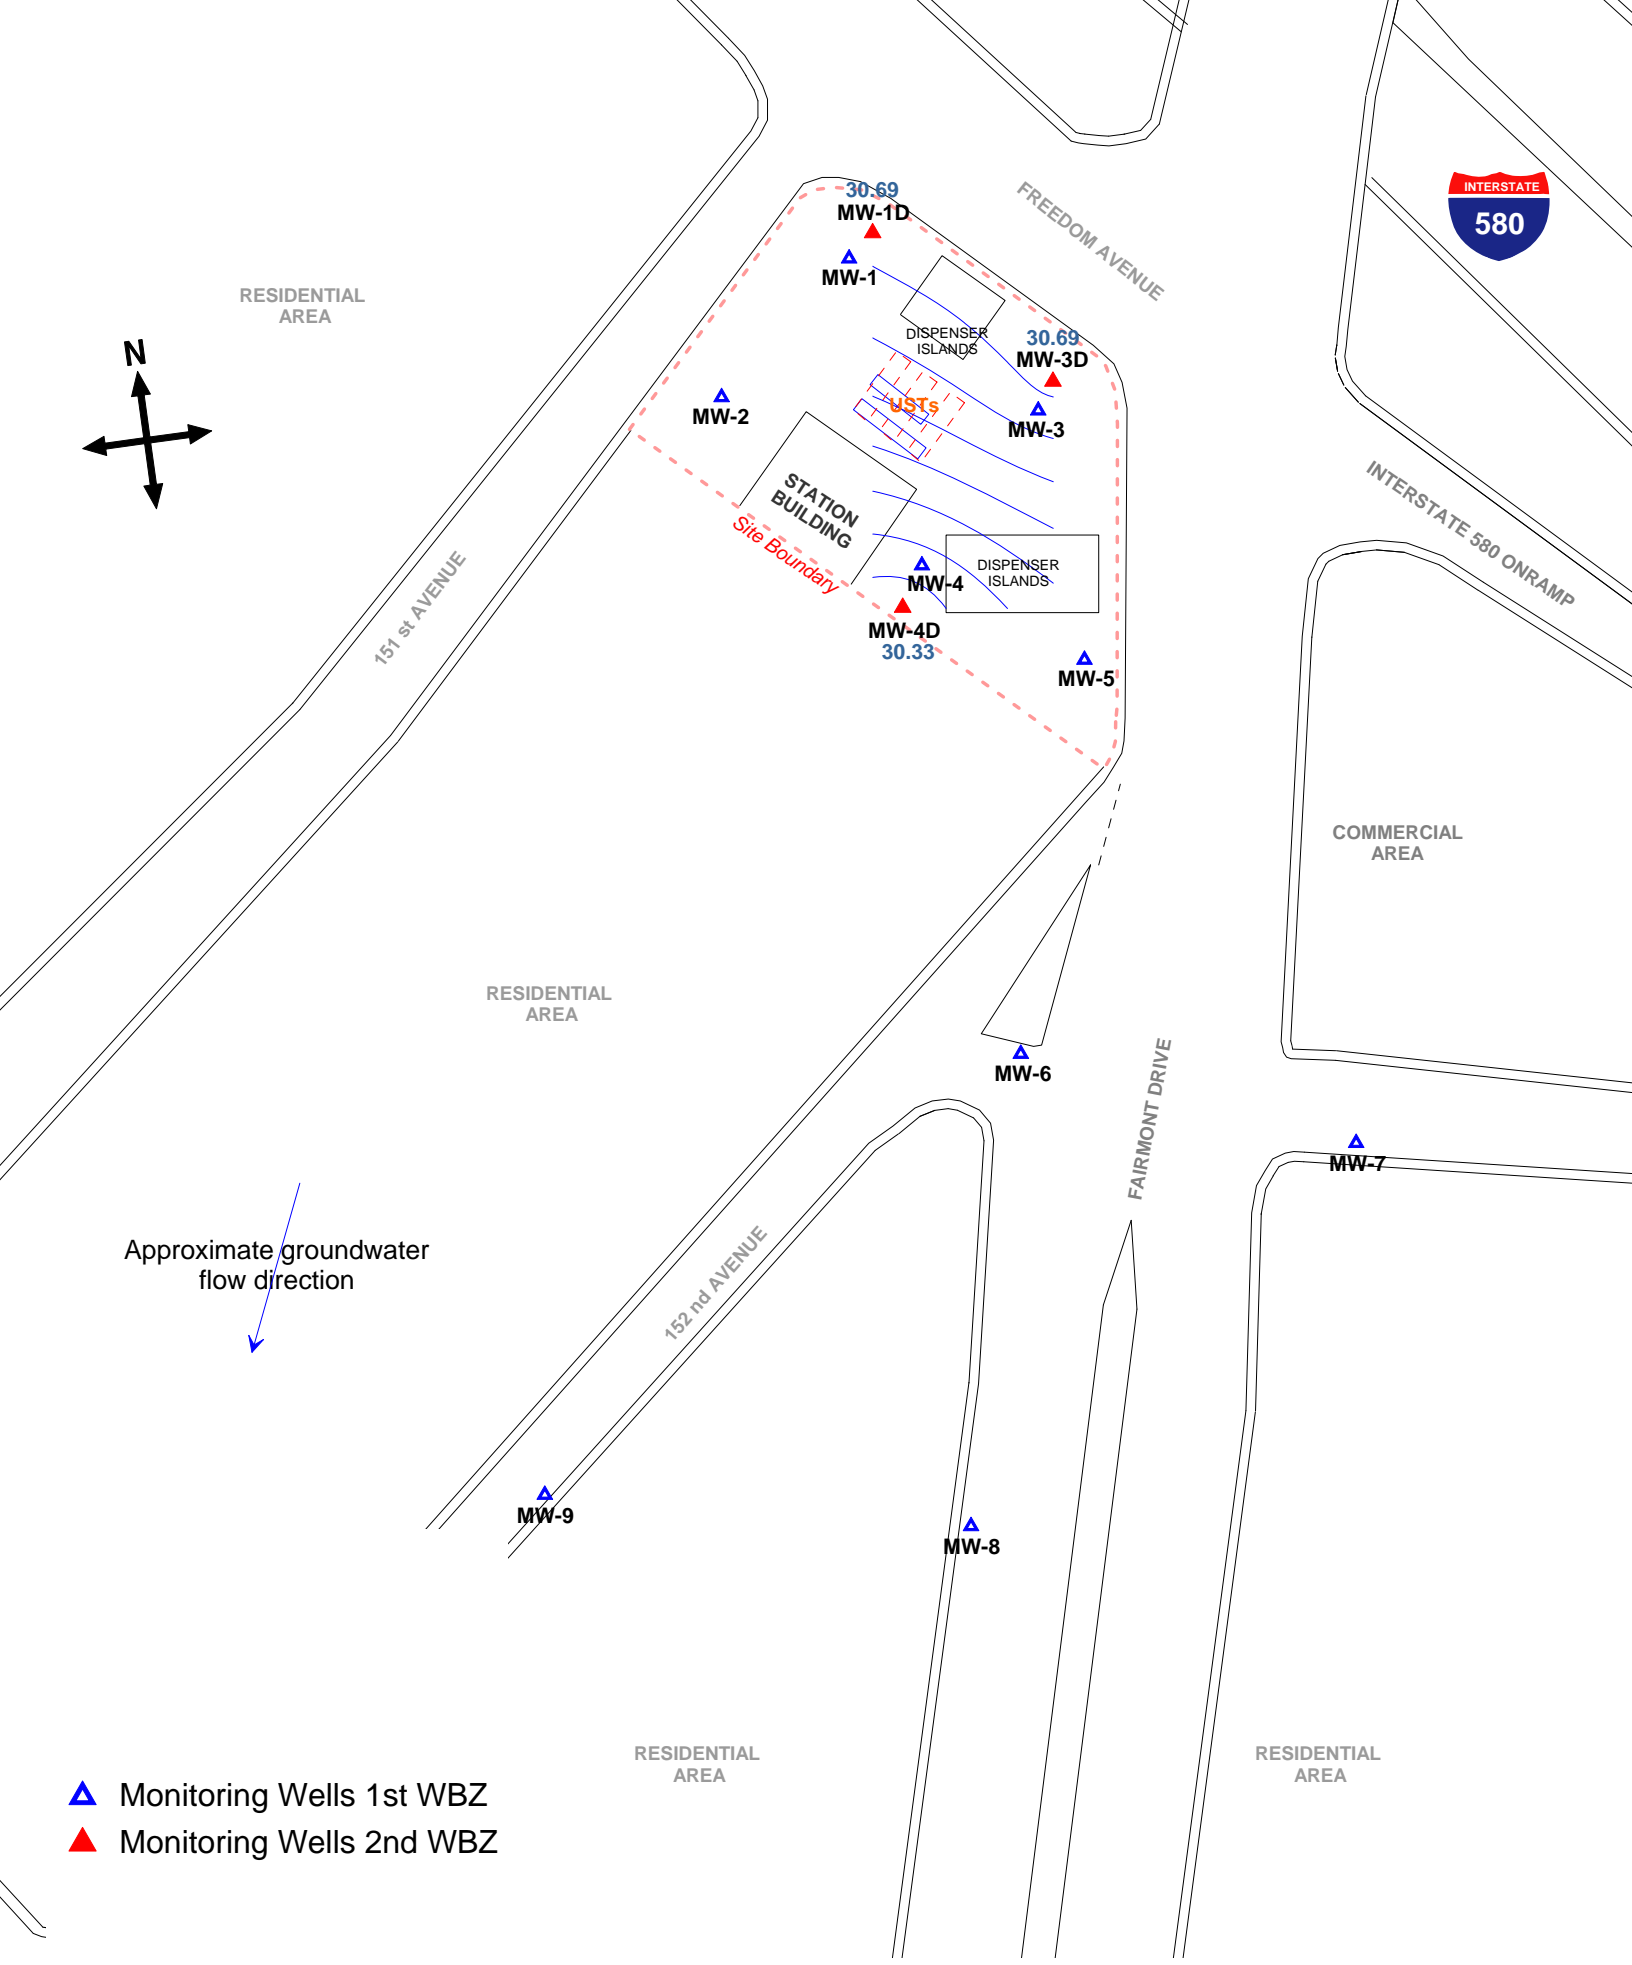 30.69
MW-1D
FREEDOM AVENUE
INTERSTATE
580
MW-1
RESIDENTIAL
AREA
DISPENSER
ISLANDS
30.69
MW-3D
N
USTs
MW-2
MW-3
STATION
BUILDING
Site Boundary
INTERSTATE 580 ONRAMP
DISPENSER
ISLANDS
MW-4
151 st AVENUE
MW-4D
30.33
MW-5
COMMERCIAL
AREA
RESIDENTIAL
AREA
MW-6
FAIRMONT DRIVE
MW-7
Approximate groundwater
flow direction
152 nd AVENUE
MW-9
MW-8
RESIDENTIAL
AREA
RESIDENTIAL
AREA
Monitoring Wells 1st WBZ
Monitoring Wells 2nd WBZ